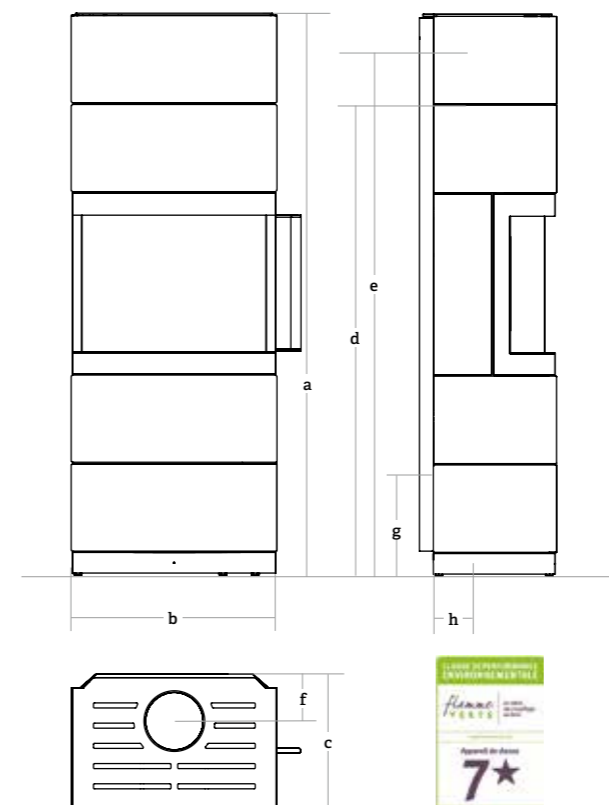 e
d
a
g
b
h
f
c
CLASSE DE PERFORMANCE
ENVIRONNEMENTALE
flamme
VERTE
Appareil de classe
7★